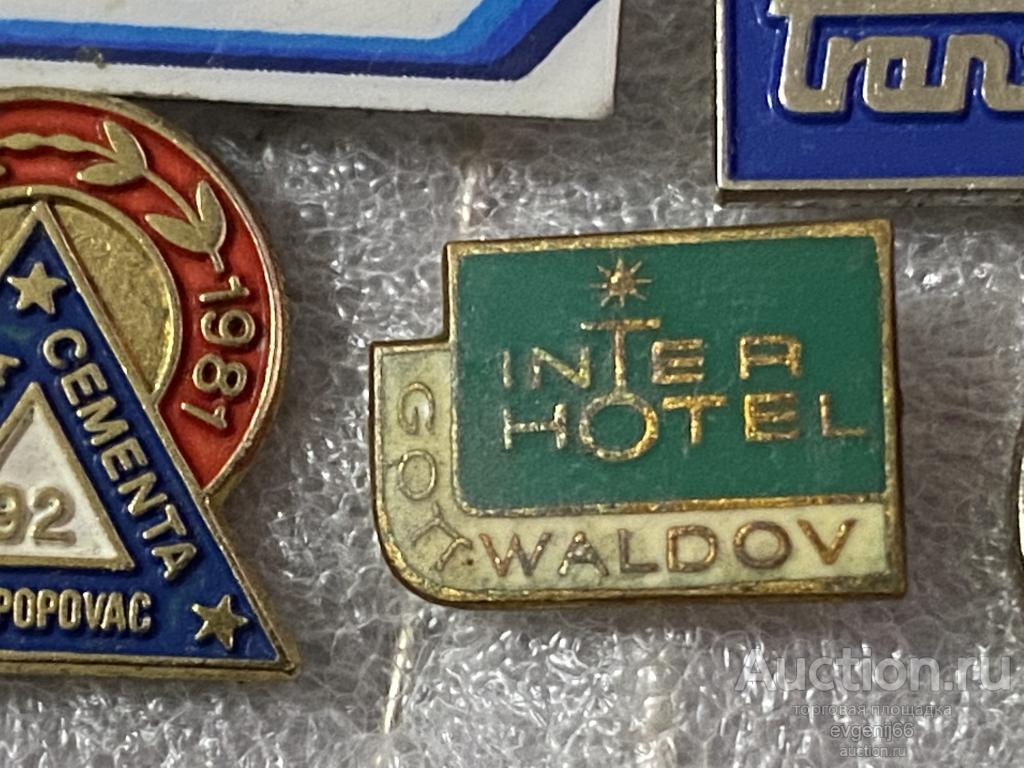 Tran
1981
CEMENTA
92
POPOVAC
INTER
HOTEL
GOTTWALDOV
Auction.ru
торговая площадка
evgenij66
auction.ru